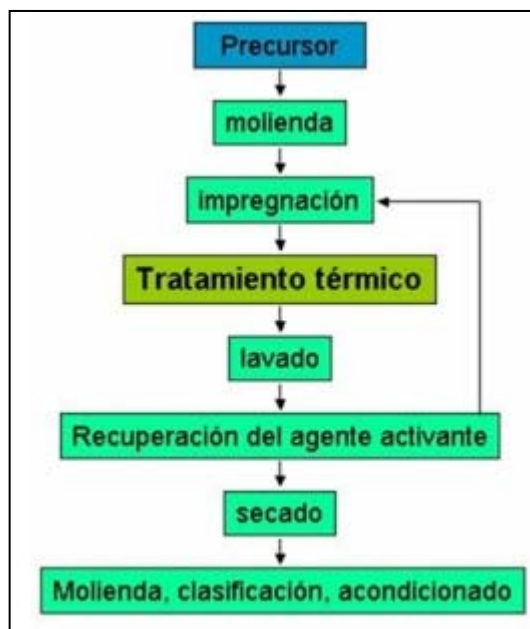 Precursor
molienda
impregnación
Tratamiento térmico
lavado
Recuperación del agente activante
secado
Molienda, clasificación, acondicionado